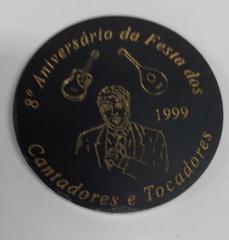 8º Aniversário da Festa dos
1999
Cantadores e Tocadores